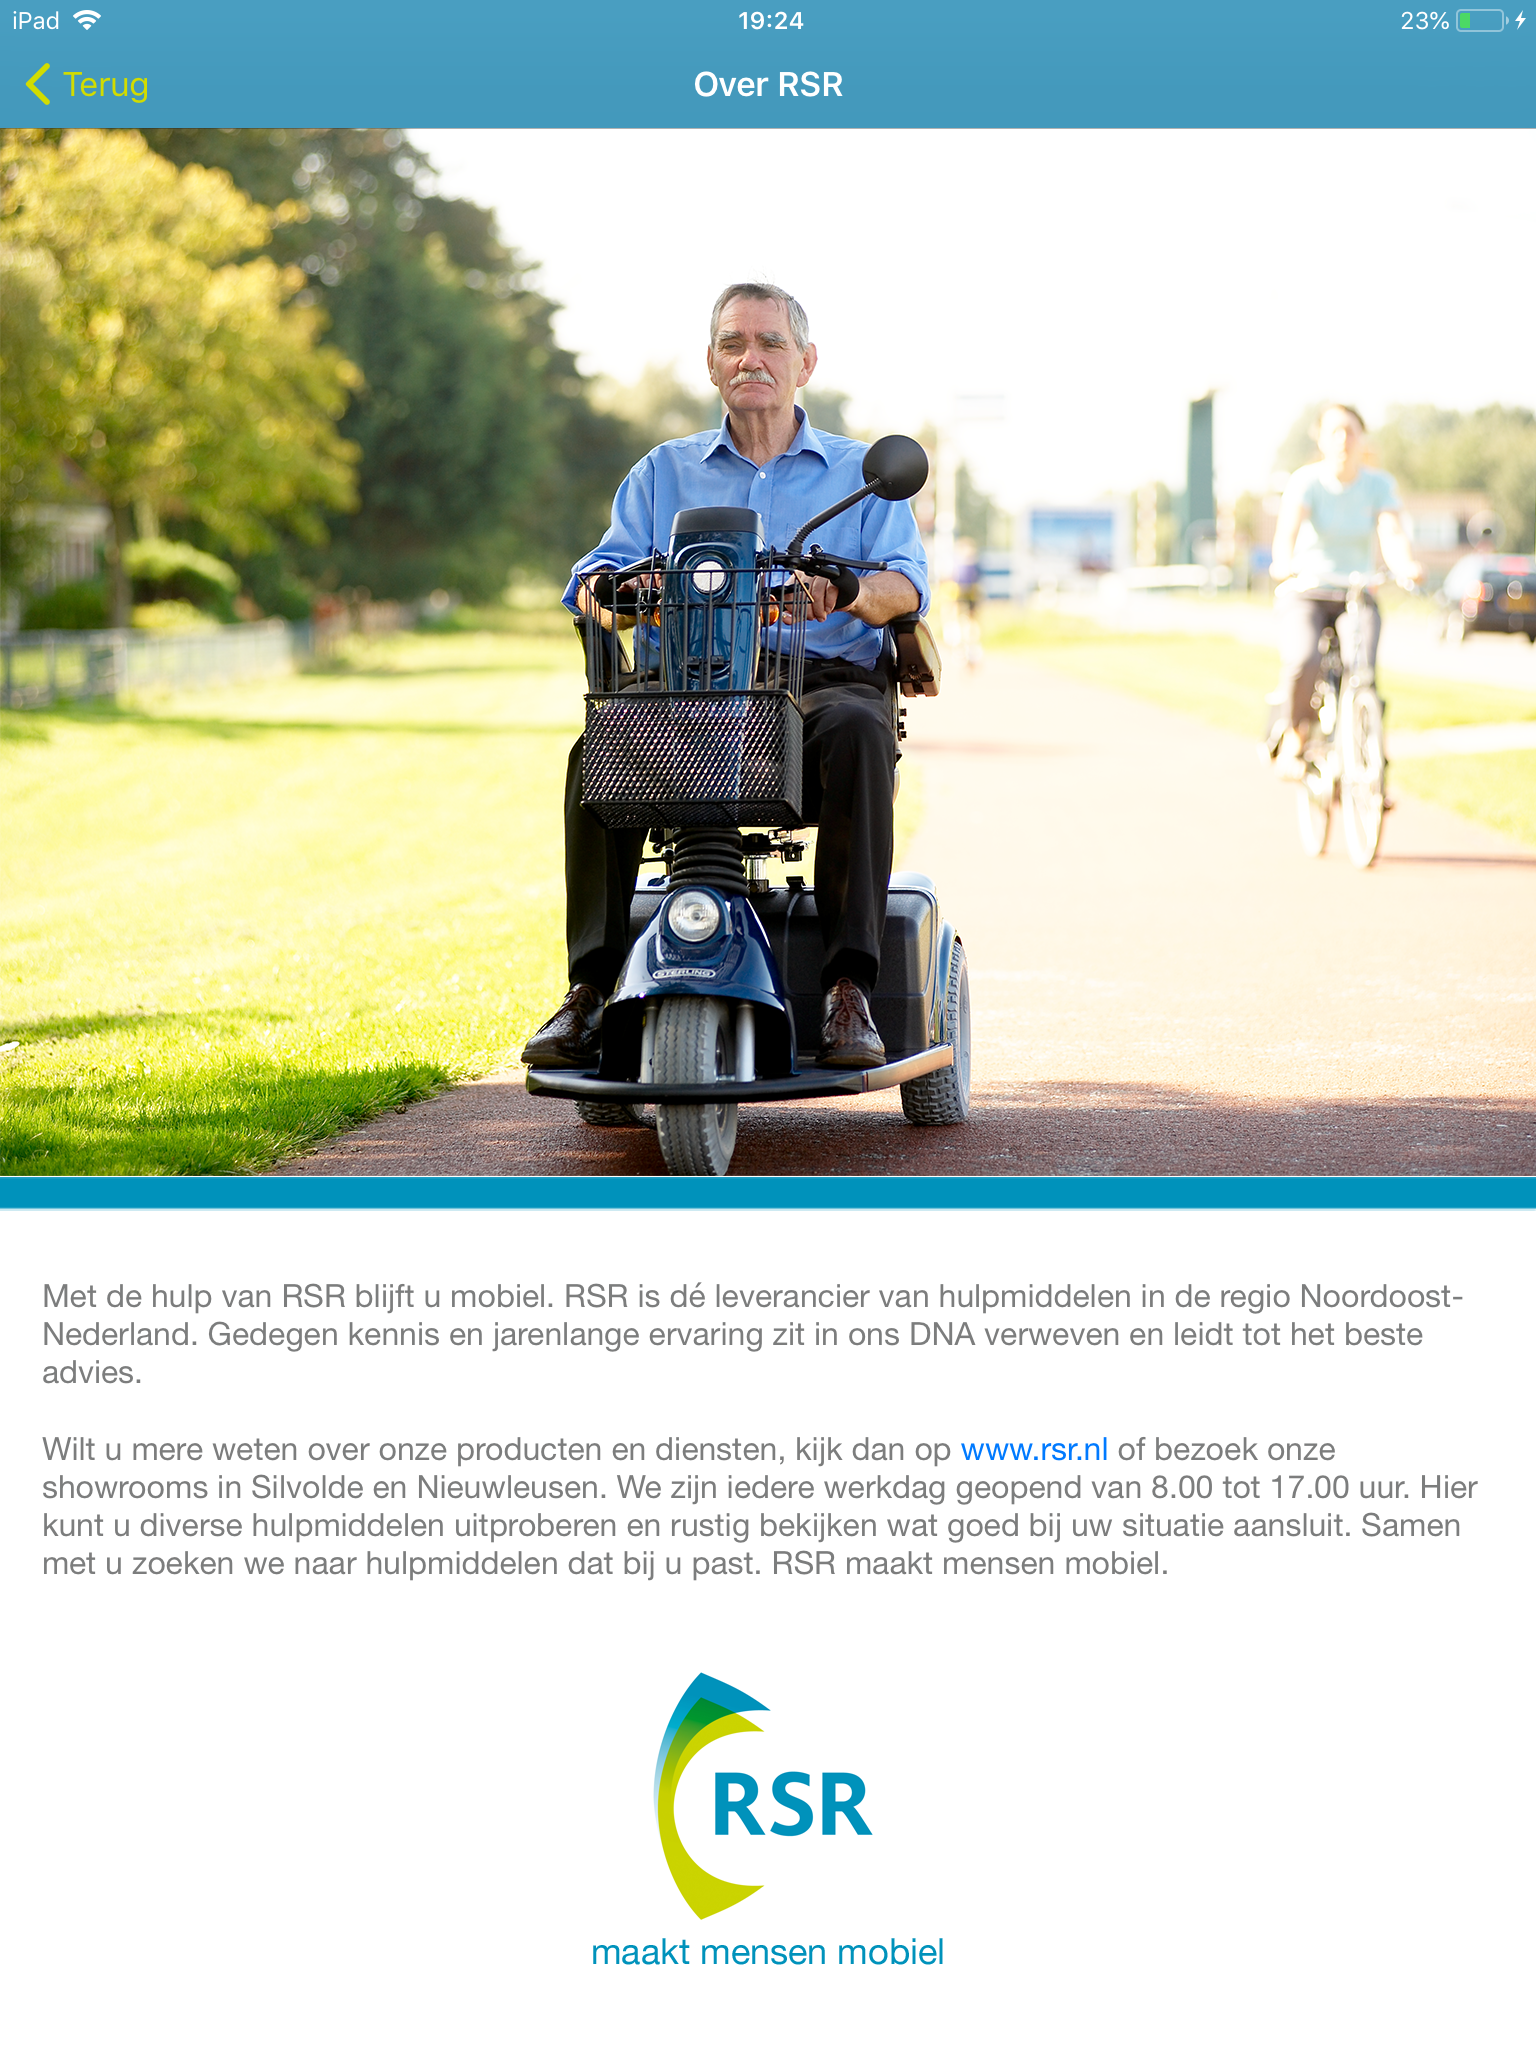 iPad 19:24 23%
Terug Over RSR
STERLING
Met de hulp van RSR blijft u mobiel. RSR is dé leverancier van hulpmiddelen in de regio Noordoost-
Nederland. Gedegen kennis en jarenlange ervaring zit in ons DNA verweven en leidt tot het beste
advies.
Wilt u mere weten over onze producten en diensten, kijk dan op www.rsr.nl of bezoek onze
showrooms in Silvolde en Nieuwleusen. We zijn iedere werkdag geopend van 8.00 tot 17.00 uur. Hier
kunt u diverse hulpmiddelen uitproberen en rustig bekijken wat goed bij uw situatie aansluit. Samen
met u zoeken we naar hulpmiddelen dat bij u past. RSR maakt mensen mobiel.
RSR
maakt mensen mobiel